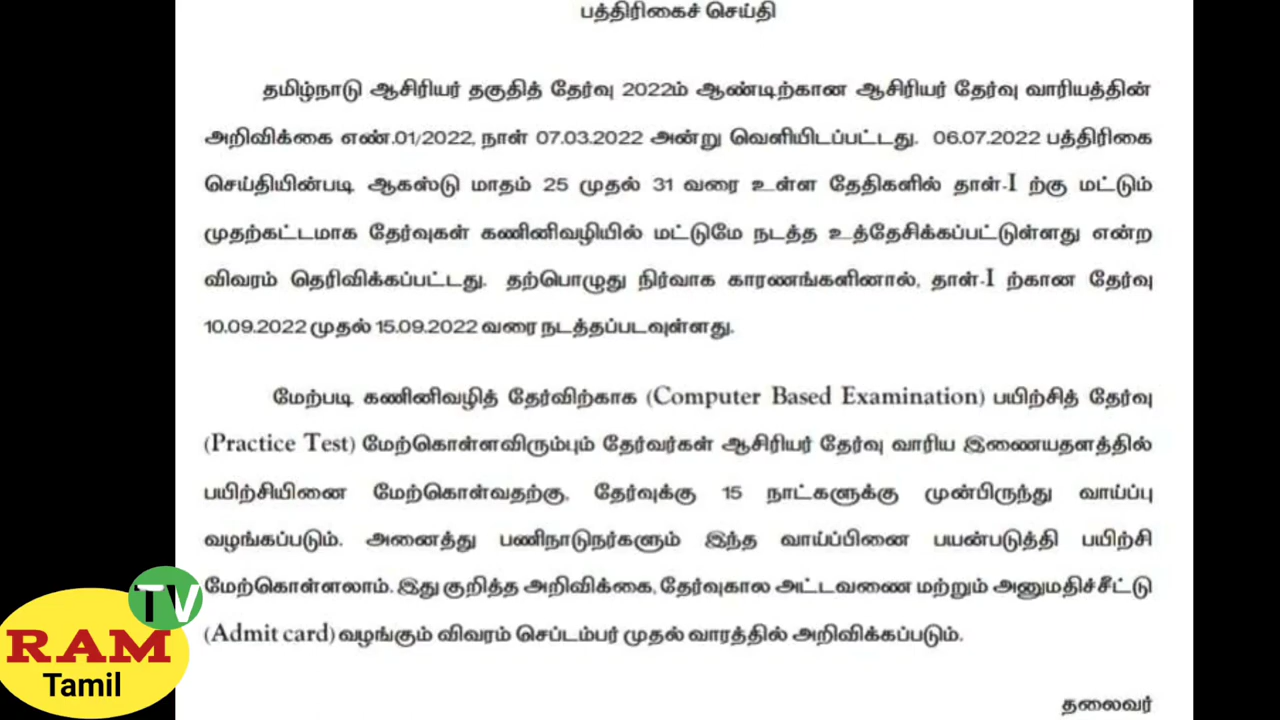 பத்திரிகைச் செய்தி
தமிழ்நாடு ஆசிரியர் தகுதித் தேர்வு 2022ம் ஆண்டிற்கான ஆசிரியர் தேர்வு வாரியத்தின்
அறிவிக்கை எண்.01/2022, நாள் 07.03.2022 அன்று வெளியிடப்பட்டது. 06.07.2022 பத்திரிகை
செய்தியின்படி ஆகஸ்டு மாதம் 25 முதல் 31 வரை உள்ள தேதிகளில் தாள்-I ற்கு மட்டும்
முதற்கட்டமாக தேர்வுகள் கணினிவழியில் மட்டுமே நடத்த உத்தேசிக்கப்பட்டுள்ளது என்ற
விவரம் தெரிவிக்கப்பட்டது. தற்பொழுது நிர்வாக காரணங்களினால், தாள்-I ற்கான தேர்வு
10.09.2022 முதல் 15.09.2022 வரை நடத்தப்படவுள்ளது.
மேற்படி கணினிவழித் தேர்விற்காக (Computer Based Examination) பயிற்சித் தேர்வு
(Practice Test) மேற்கொள்ளவிரும்பும் தேர்வர்கள் ஆசிரியர் தேர்வு வாரிய இணையதளத்தில்
பயிற்சியினை மேற்கொள்வதற்கு, தேர்வுக்கு 15 நாட்களுக்கு முன்பிருந்து வாய்ப்பு
வழங்கப்படும். அனைத்து பணிநாடுநர்களும் இந்த வாய்ப்பினை பயன்படுத்தி பயிற்சி
மேற்கொள்ளலாம். இது குறித்த அறிவிக்கை, தேர்வுகால அட்டவணை மற்றும் அனுமதிச்சீட்டு
(Admit card) வழங்கும் விவரம் செப்டம்பர் முதல் வாரத்தில் அறிவிக்கப்படும்.
தலைவர்
TV
RAM
Tamil